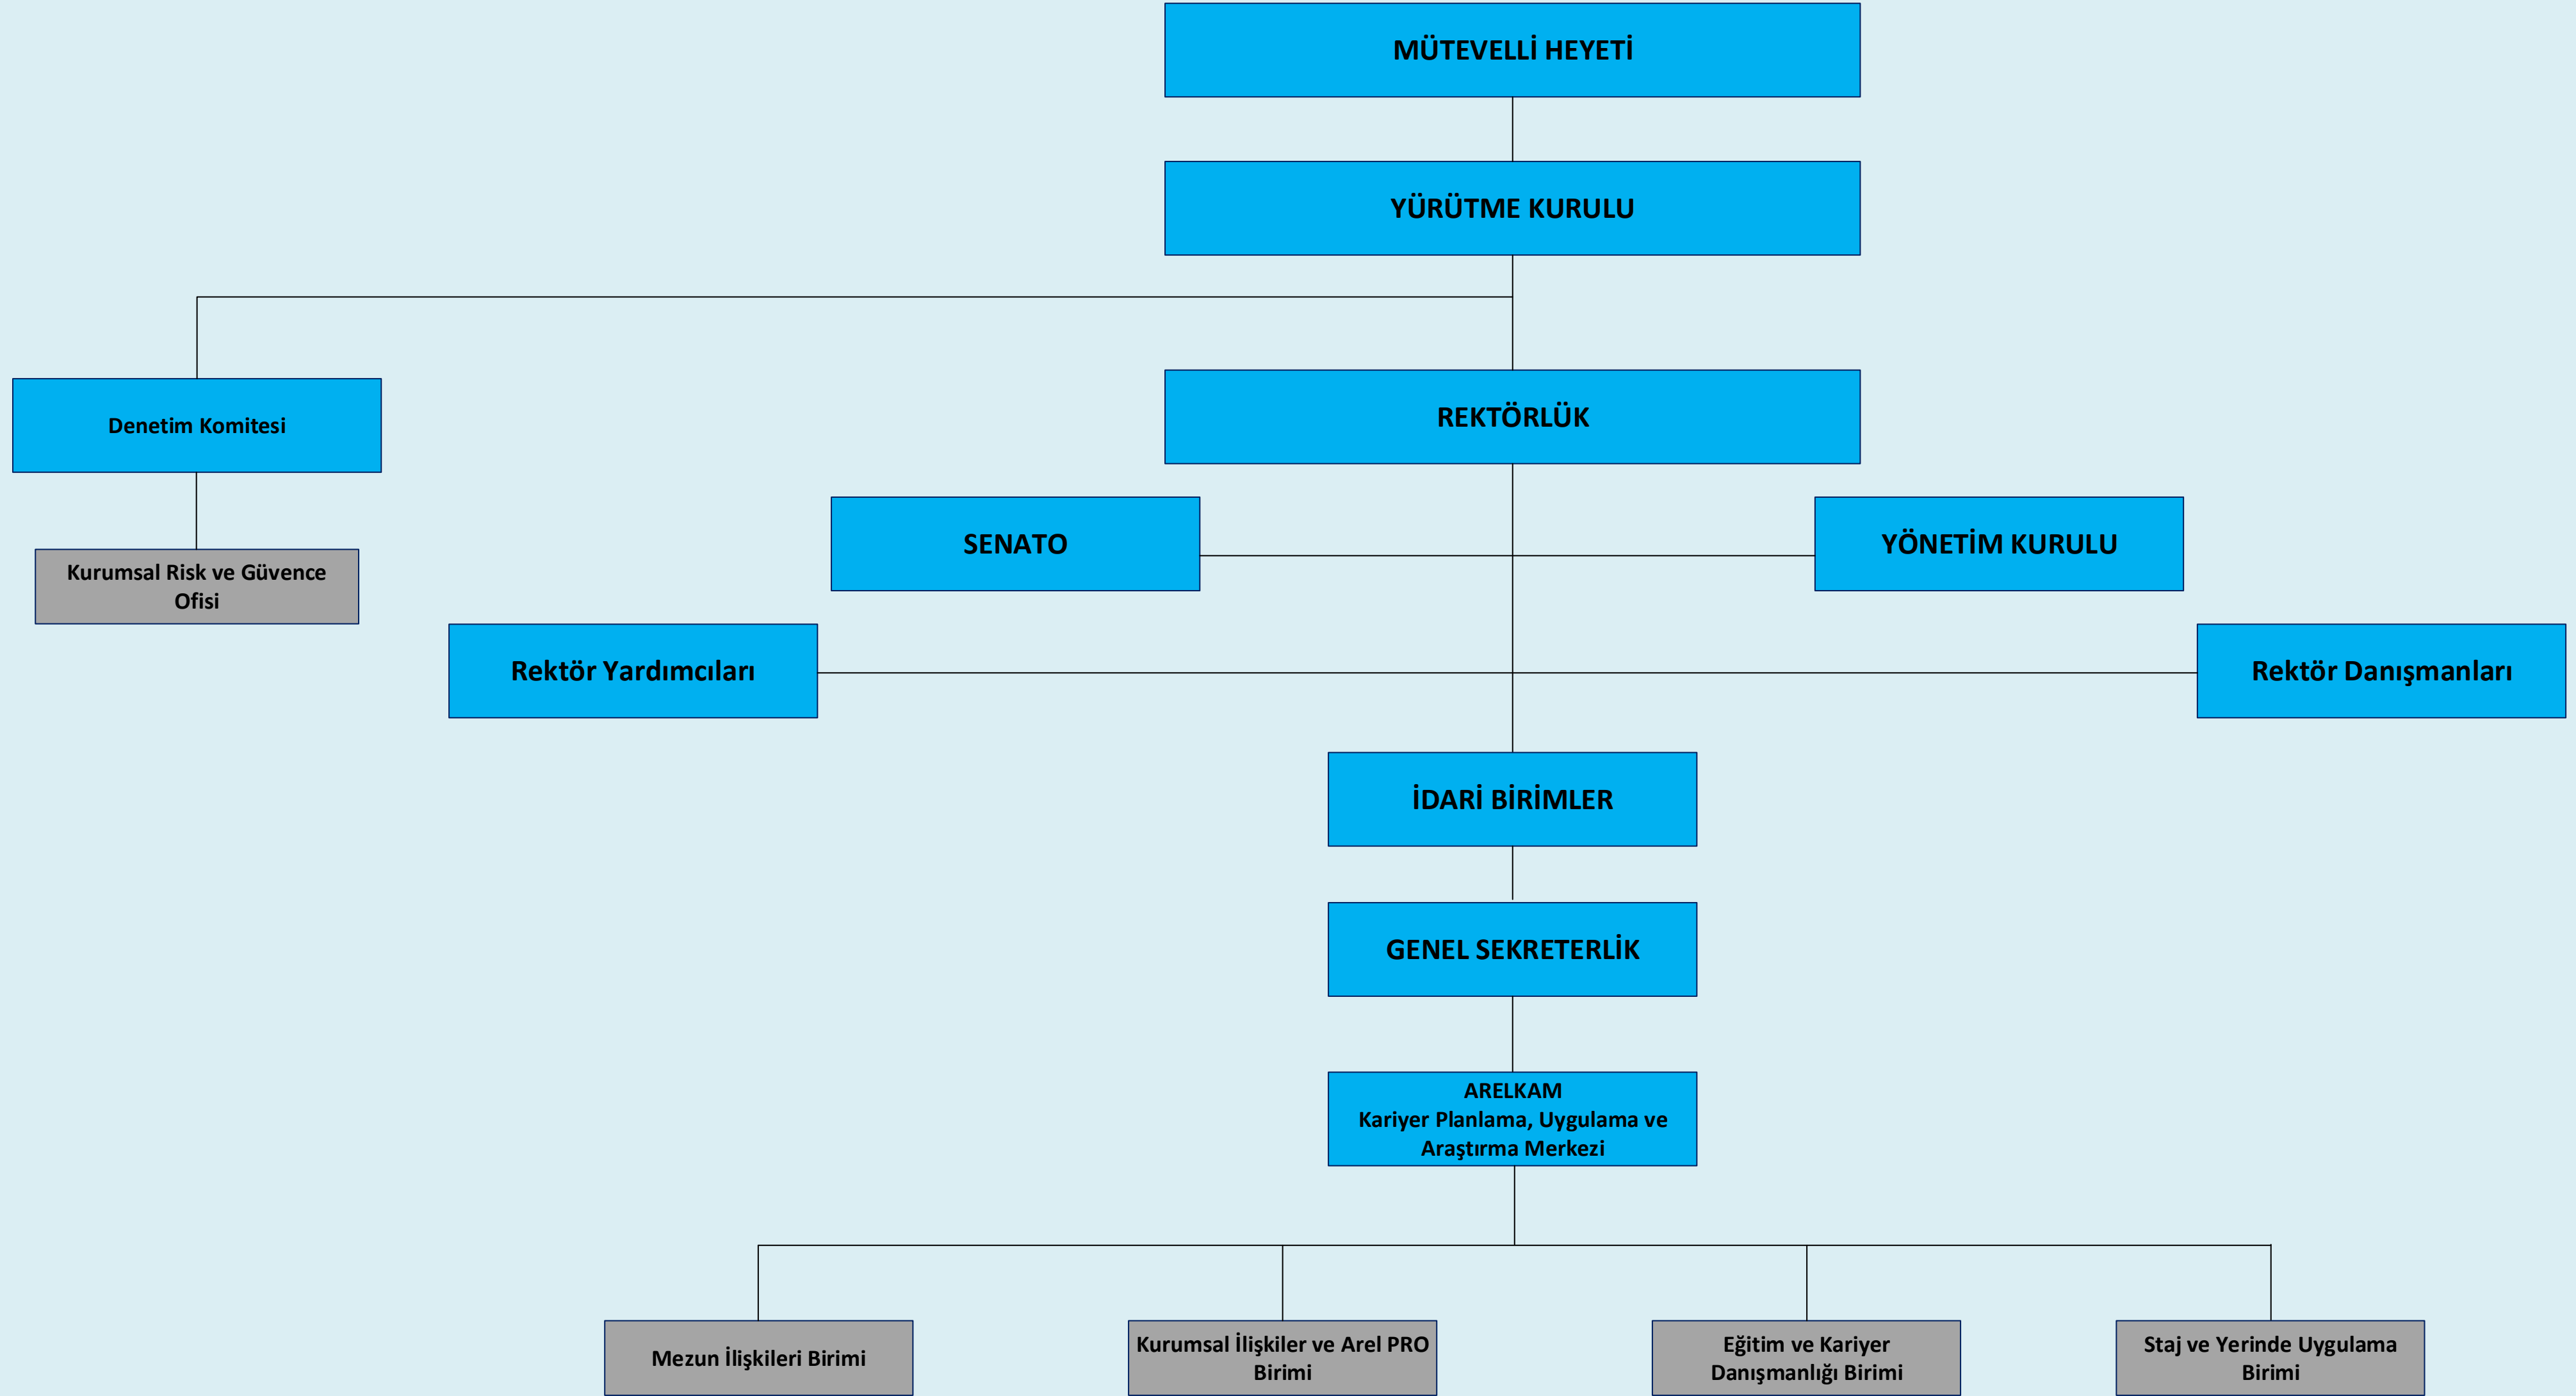 MÜTEVELLİ HEYETİ
YÜRÜTME KURULU
Denetim Komitesi
REKTÖRLÜK
SENATO
YÖNETİM KURULU
Kurumsal Risk ve Güvence
Ofisi
Rektör Yardımcıları
Rektör Danışmanları
İDARİ BİRİMLER
GENEL SEKRETERLİK
ARELKAM
Kariyer Planlama, Uygulama ve
Araştırma Merkezi
Mezun İlişkileri Birimi
Kurumsal İlişkiler ve Arel PRO
Birimi
Eğitim ve Kariyer
Danışmanlığı Birimi
Staj ve Yerinde Uygulama
Birimi